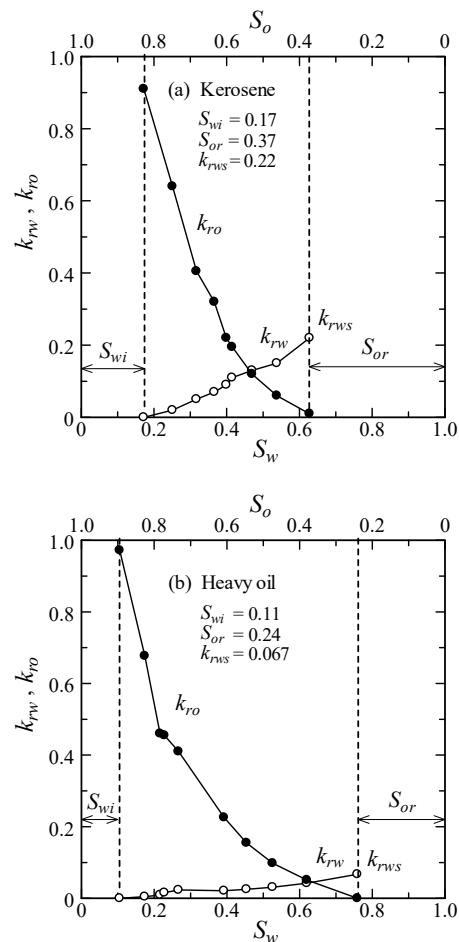 S_o
1.0 0.8 0.6 0.4 0.2 0
1.0
(a) Kerosene
S_wi = 0.17
S_or = 0.37
k_rws = 0.22
0.8
0.6
k_rw , k_ro
k_ro
0.4
k_rw
k_rws
S_wi
0.2
S_or
0
0.2 0.4 0.6 0.8 1.0
S_w
S_o
1.0 0.8 0.6 0.4 0.2 0
1.0
(b) Heavy oil
S_wi = 0.11
S_or = 0.24
k_rws = 0.067
0.8
0.6
k_rw , k_ro
k_ro
0.4
S_wi
0.2
S_or
k_rw
k_rws
0
0.2 0.4 0.6 0.8 1.0
S_w